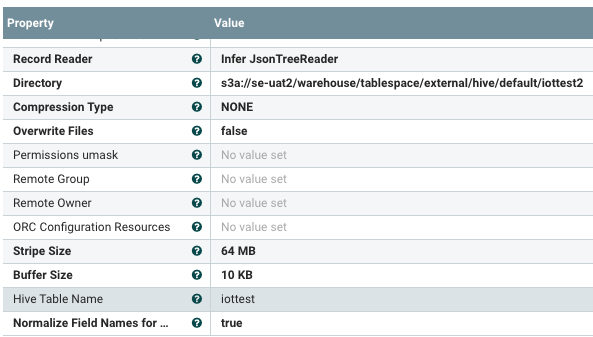 Property Value
Record Reader Infer JsonTreeReader
Directory s3a://se-uat2/warehouse/tablespace/external/hive/default/iottest2
Compression Type NONE
Overwrite Files false
Permissions umask No value set
Remote Group No value set
Remote Owner No value set
ORC Configuration Resources No value set
Stripe Size 64 MB
Buffer Size 10 KB
Hive Table Name iottest
Normalize Field Names for ... true